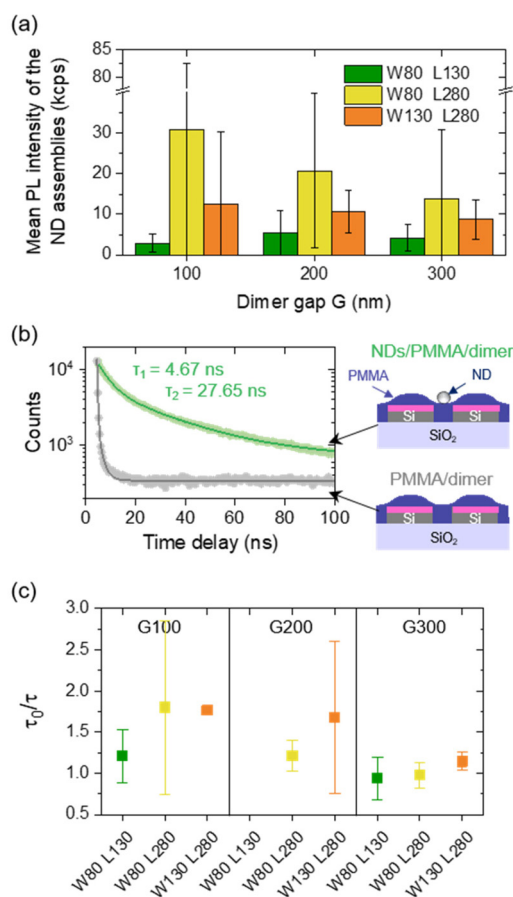 (a)
Mean PL intensity of the
ND assemblies (kcps)
85
80
30
20
10
0
W80 L130
W80 L280
W130 L280
100
200
300
Dimer gap G (nm)
(b)
Counts
10⁴
10³
τ₁ = 4.67 ns
τ₂ = 27.65 ns
0
20
40
60
80
100
Time delay (ns)
NDs/PMMA/dimer
PMMA
ND
Si
Si
SiO₂
PMMA/dimer
Si
Si
SiO₂
(c)
τ₀/τ
3.0
2.5
2.0
1.5
1.0
0.5
G100
G200
G300
W80 L130
W80 L280
W130 L280
W80 L130
W80 L280
W130 L280
W80 L130
W80 L280
W130 L280